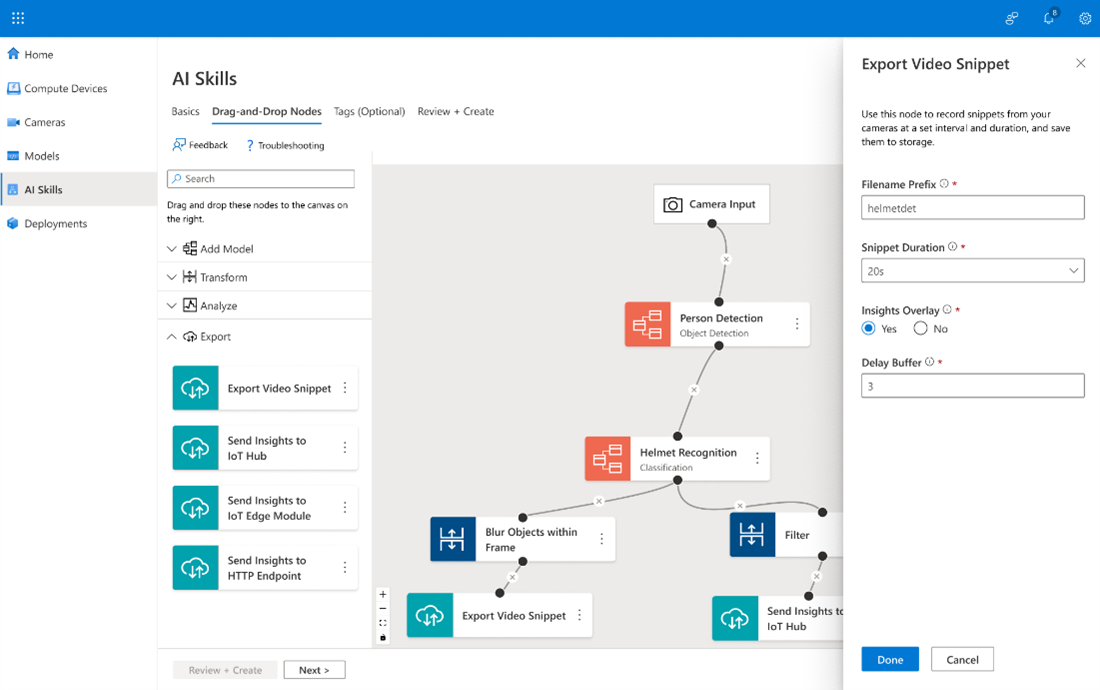 8
Home
Compute Devices
Cameras
Models
AI Skills
Deployments
AI Skills
Basics
Drag-and-Drop Nodes
Tags (Optional)
Review + Create
Feedback
? Troubleshooting
Search
Drag and drop these nodes to the canvas on
the right.
Add Model
Transform
Analyze
Export
Export Video Snippet
Send Insights to
IoT Hub
Send Insights to
IoT Edge Module
Send Insights to
HTTP Endpoint
Review + Create
Next >
Camera Input
Person Detection
Object Detection
Helmet Recognition
Classification
Blur Objects within
Frame
Filter
Export Video Snippet
Send Insights to
IoT Hub
Export Video Snippet
Use this node to record snippets from your
cameras at a set interval and duration, and save
them to storage.
Filename Prefix *
helmetdet
Snippet Duration *
20s
Insights Overlay *
Yes
No
Delay Buffer *
3
Done
Cancel